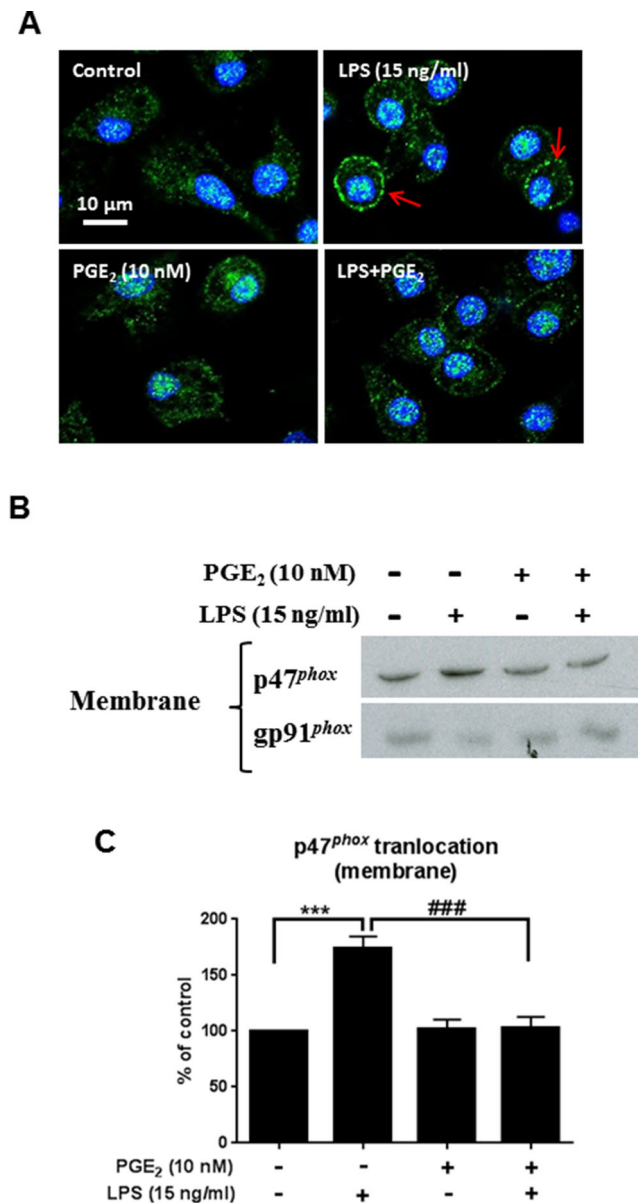 A
Control
LPS (15 ng/ml)
10 µm
PGE₂ (10 nM)
LPS+PGE₂
B
PGE₂ (10 nM) - - + +
LPS (15 ng/ml) - + - +
Membrane
p47phox
gp91phox
C
p47phox tranlocation
(membrane)
*** ###
200
150
100
50
0
% of control
PGE₂ (10 nM) - - + +
LPS (15 ng/ml) - + - +